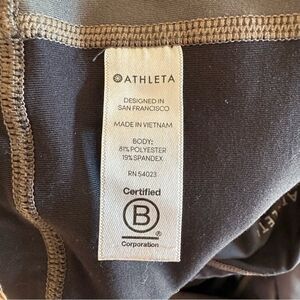 ATHLETA
DESIGNED IN
SAN FRANCISCO
MADE IN VIETNAM
BODY:
81% POLYESTER
19% SPANDEX
RN 54023
Certified
B
®
Corporation